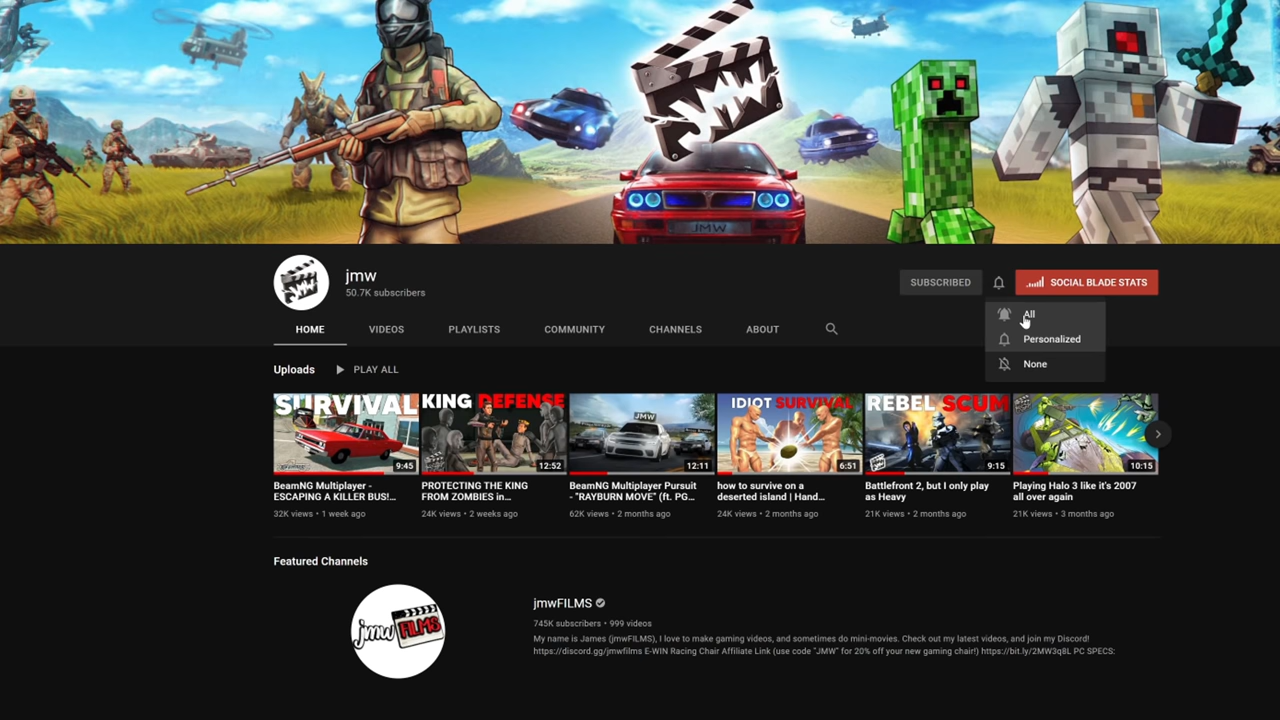 JMW
jmw
50.7K subscribers
SUBSCRIBED
SOCIAL BLADE STATS
All
Personalized
None
HOME
VIDEOS
PLAYLISTS
COMMUNITY
CHANNELS
ABOUT
Uploads
PLAY ALL
SURVIVAL
9:45
KING DEFENSE
12:52
JMW
12:11
IDIOT SURVIVAL
6:51
REBEL SCUM
9:15
10:15
BeamNG Multiplayer -
ESCAPING A KILLER BUS!...
32K views • 1 week ago
PROTECTING THE KING
FROM ZOMBIES in...
24K views • 2 weeks ago
BeamNG Multiplayer Pursuit
- "RAYBURN MOVE" (ft. PG...
62K views • 2 months ago
how to survive on a
deserted island | Hand...
24K views • 2 months ago
Battlefront 2, but I only play
as Heavy
21K views • 2 months ago
Playing Halo 3 like it's 2007
all over again
21K views • 3 months ago
Featured Channels
jmw FILMS
jmwFILMS
745K subscribers • 999 videos
My name is James (jmwFILMS), I love to make gaming videos, and sometimes do mini-movies. Check out my latest videos, and join my Discord!
https://discord.gg/jmwfilms E-WIN Racing Chair Affiliate Link (use code "JMW" for 20% off your new gaming chair!) https://bit.ly/2MW3q8L PC SPECS: